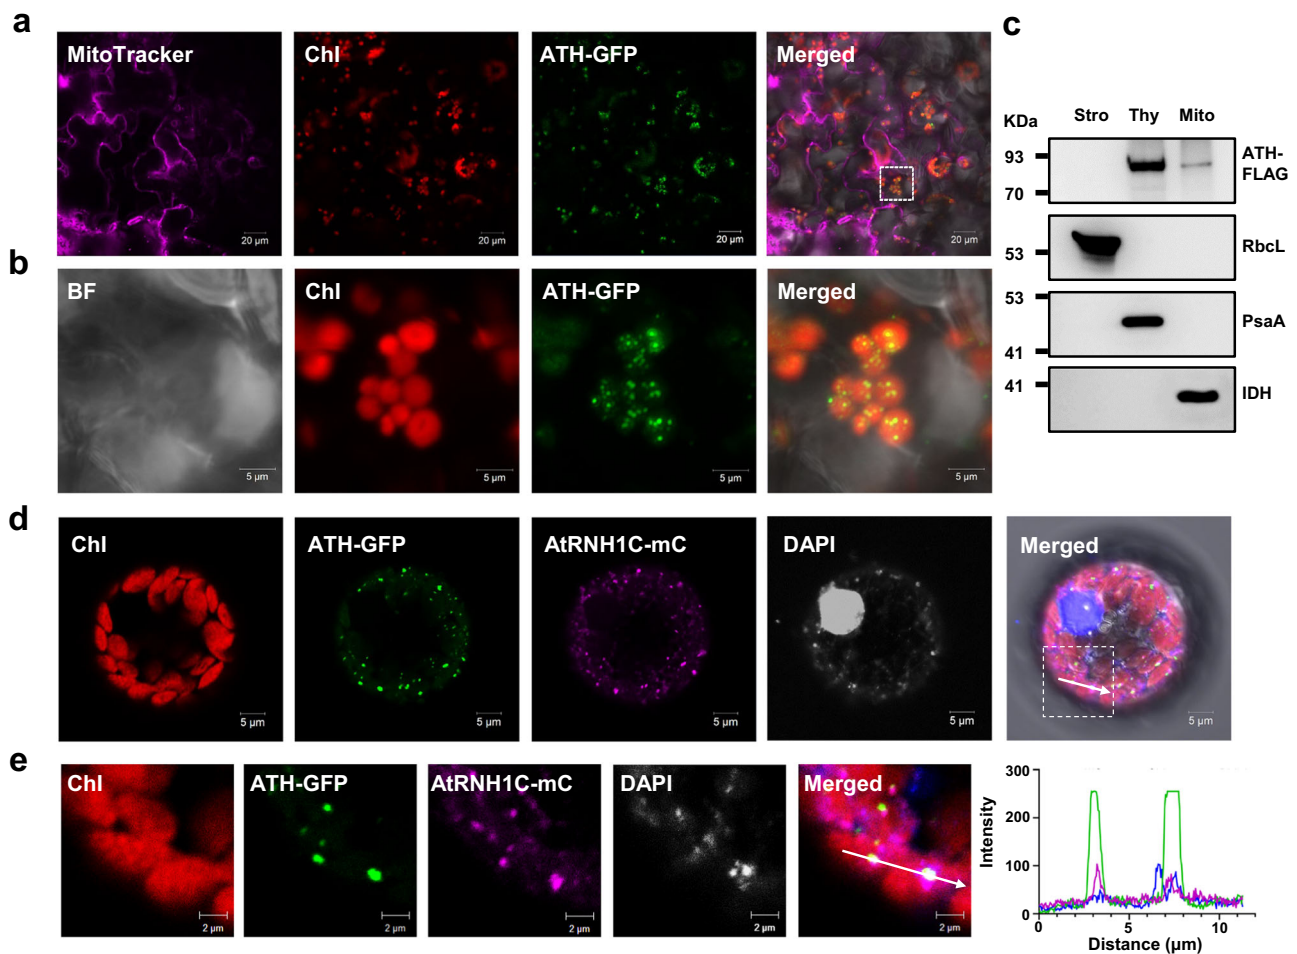 a
MitoTracker
Chl
ATH-GFP
Merged
20 μm
20 μm
20 μm
20 μm
b
BF
Chl
ATH-GFP
Merged
5 μm
5 μm
5 μm
5 μm
c
KDa
Stro
Thy
Mito
93
70
ATH-
FLAG
53
RbcL
53
41
PsaA
41
IDH
d
Chl
ATH-GFP
AtRNH1C-mC
DAPI
Merged
5 μm
5 μm
5 μm
5 μm
5 μm
e
Chl
ATH-GFP
AtRNH1C-mC
DAPI
Merged
2 μm
2 μm
2 μm
2 μm
2 μm
300
200
100
0
Intensity
0
5
10
Distance (μm)